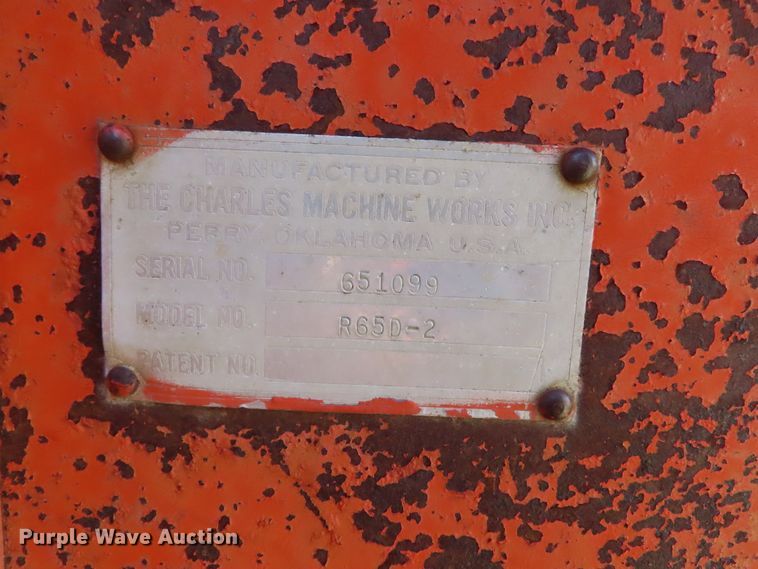 MANUFACTURED BY
THE CHARLES MACHINE WORKS INC.
PERRY, OKLAHOMA U.S.A.
SERIAL NO. 651099
MODEL NO. R65D-2
PATENT NO.
Purple Wave Auction